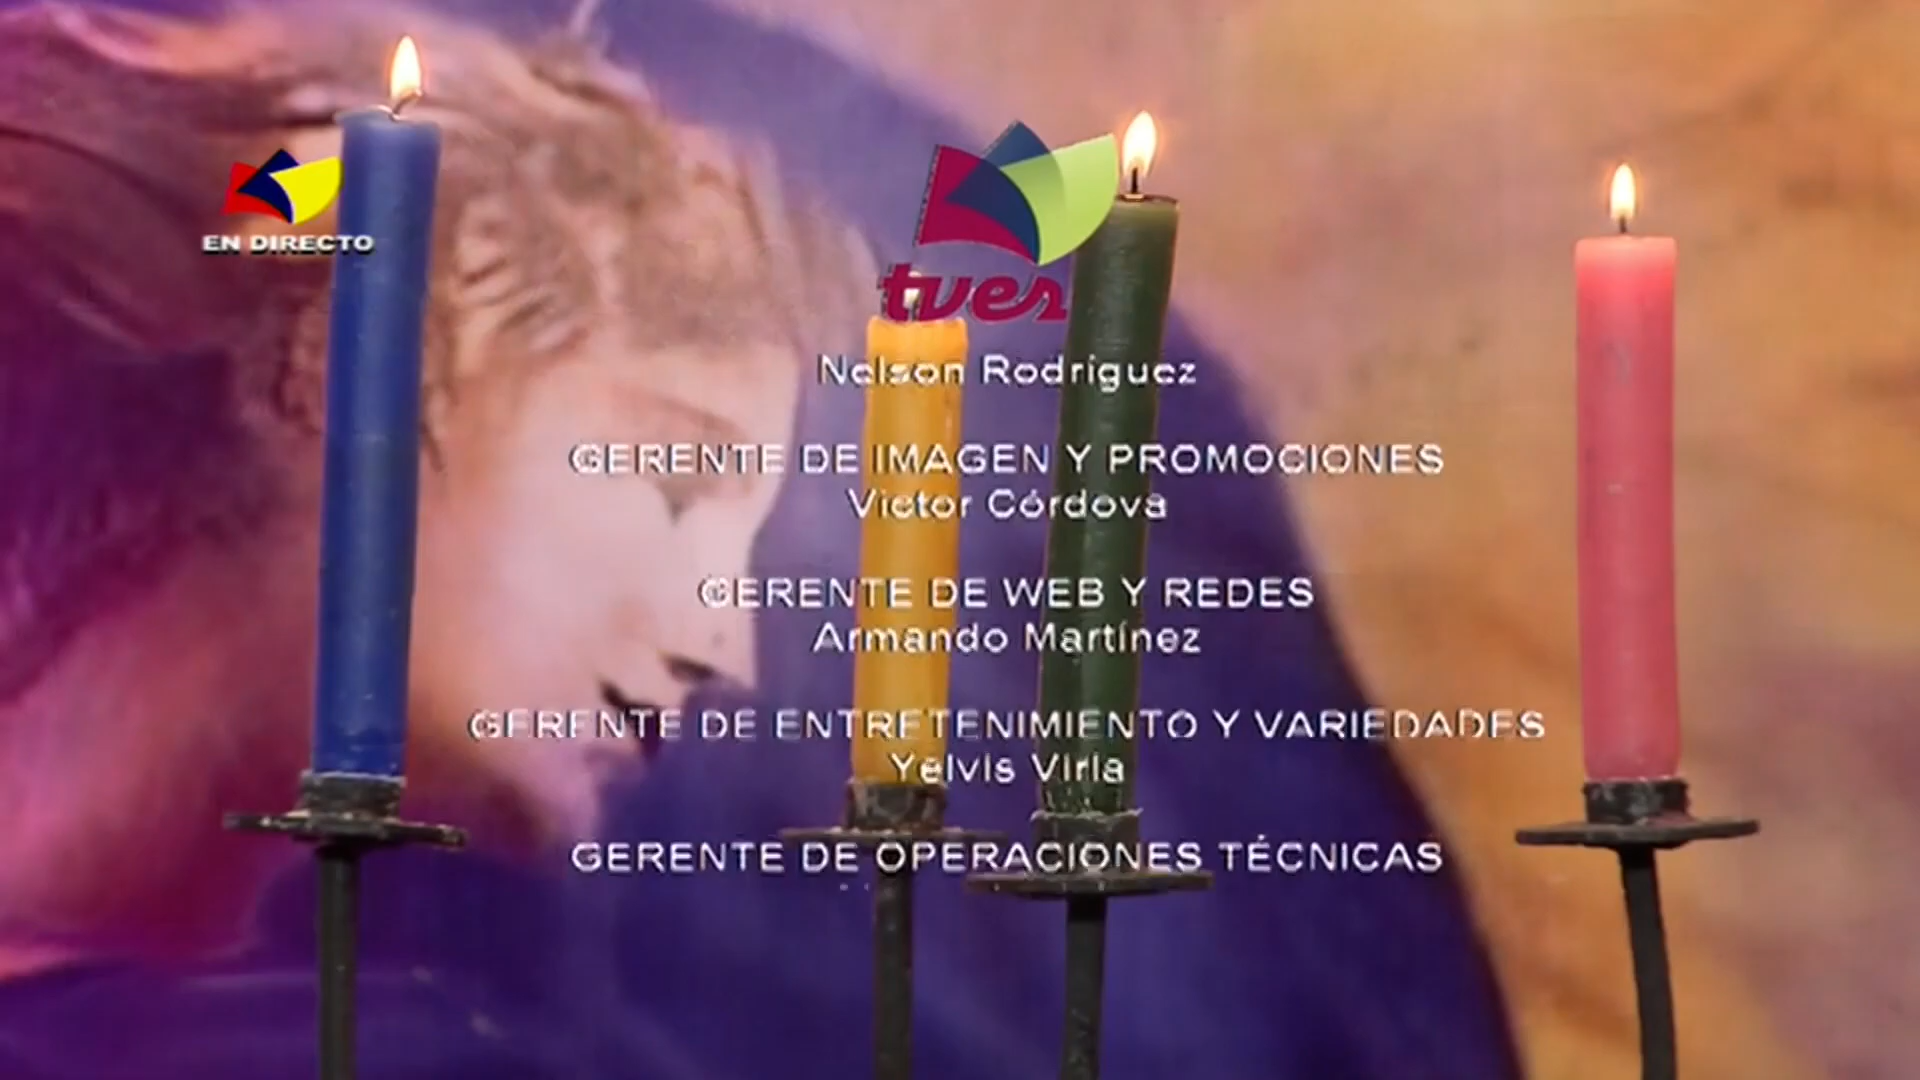 EN DIRECTO
tves
Nelson Rodríguez
GERENTE DE IMAGEN Y PROMOCIONES
Victor Córdova
GERENTE DE WEB Y REDES
Armando Martínez
GERENTE DE ENTRETENIMIENTO Y VARIEDADES
Yelvis Virla
GERENTE DE OPERACIONES TÉCNICAS